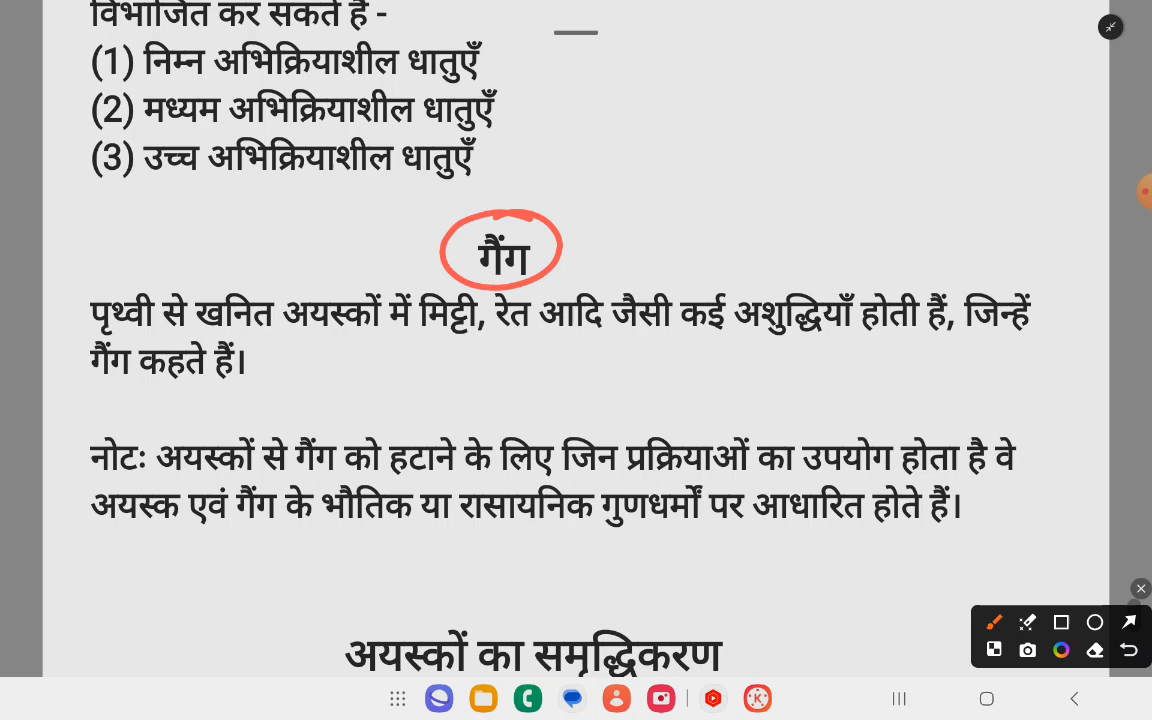 विभाजित कर सकते हैं -
(1) निम्न अभिक्रियाशील धातुएँ
(2) मध्यम अभिक्रियाशील धातुएँ
(3) उच्च अभिक्रियाशील धातुएँ
गैंग
पृथ्वी से खनित अयस्कों में मिट्टी, रेत आदि जैसी कई अशुद्धियाँ होती हैं, जिन्हें
गैंग कहते हैं।
नोटः अयस्कों से गैंग को हटाने के लिए जिन प्रक्रियाओं का उपयोग होता है वे
अयस्क एवं गैंग के भौतिक या रासायनिक गुणधर्मों पर आधारित होते हैं।
अयस्कों का समृद्धिकरण